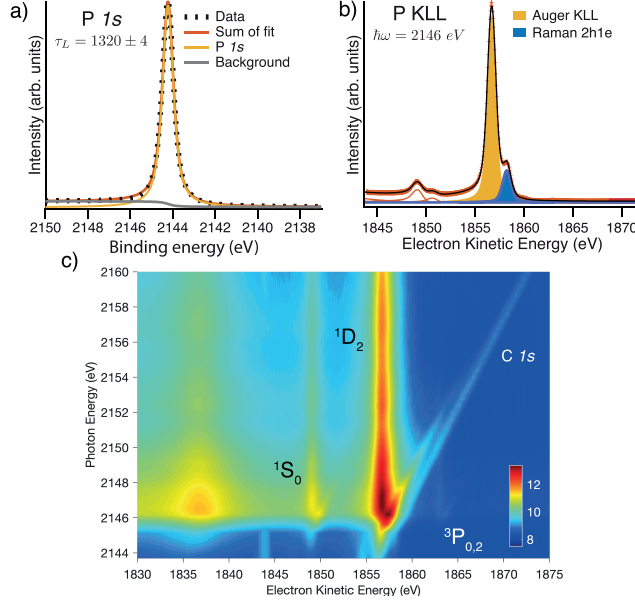 a)
P 1s
τL = 1320 ± 4
Data
Sum of fit
P 1s
Background
Intensity (arb. units)
2150 2148 2146 2144 2142 2140 2138
Binding energy (eV)
b)
P KLL
ħω = 2146 eV
Auger KLL
Raman 2h1e
Intensity (arb. units)
1845 1850 1855 1860 1865 1870
Electron Kinetic Energy (eV)
c)
2160
2158
2156
2154
2152
2150
2148
2146
2144
Photon Energy (eV)
¹D₂
C 1s
¹S₀
³P₀,₂
12
10
8
1830 1835 1840 1845 1850 1855 1860 1865 1870 1875
Electron Kinetic Energy (eV)